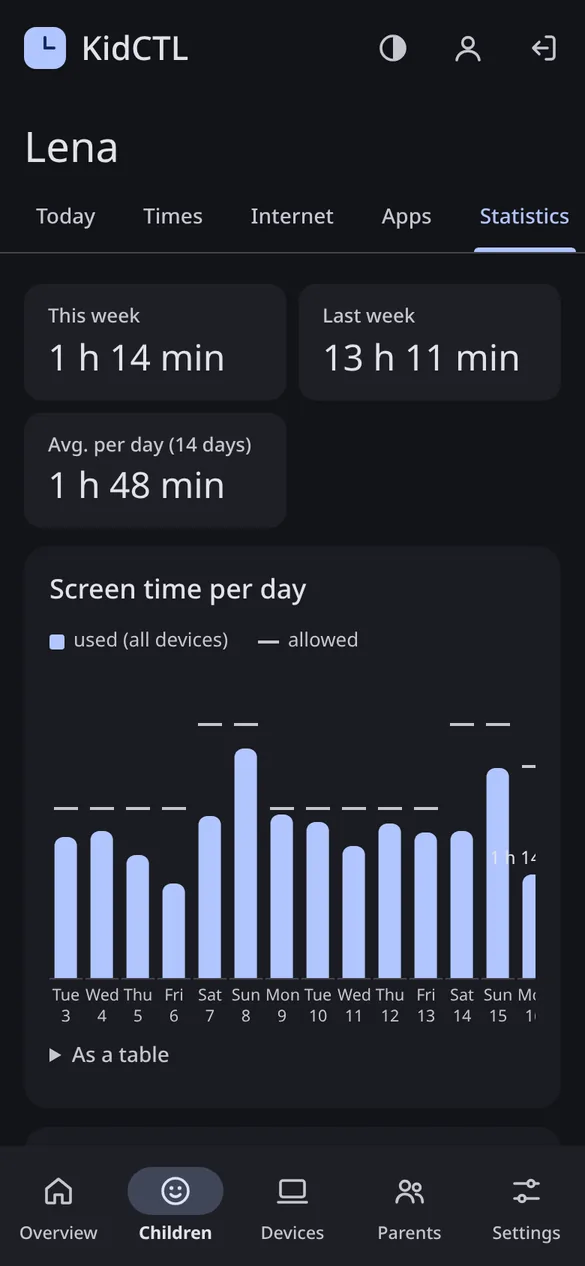 KidCTL
Lena
Today Times Internet Apps Statistics
This week
1 h 14 min
Last week
13 h 11 min
Avg. per day (14 days)
1 h 48 min
Screen time per day
used (all devices) allowed
1 h 14
Tue Wed Thu Fri Sat Sun Mon Tue Wed Thu Fri Sat Sun
3 4 5 6 7 8 9 10 11 12 13 14 15
As a table
Overview Children Devices Parents Settings